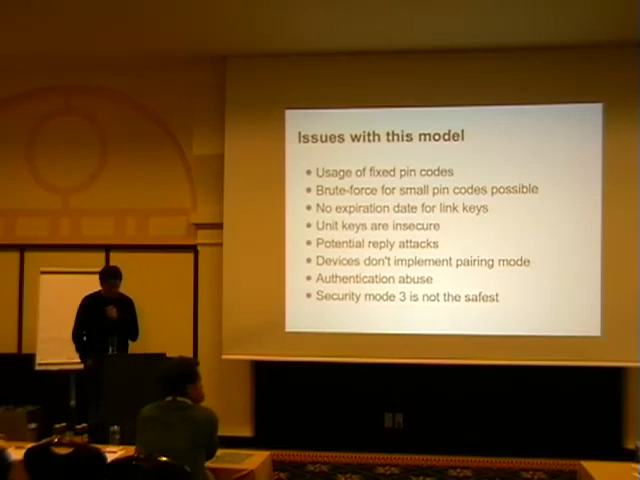 Issues with this model
Usage of fixed pin codes
Brute-force for small pin codes possible
No expiration date for link keys
Unit keys are insecure
Potential reply attacks
Devices don't implement pairing mode
Authentication abuse
Security mode 3 is not the safest